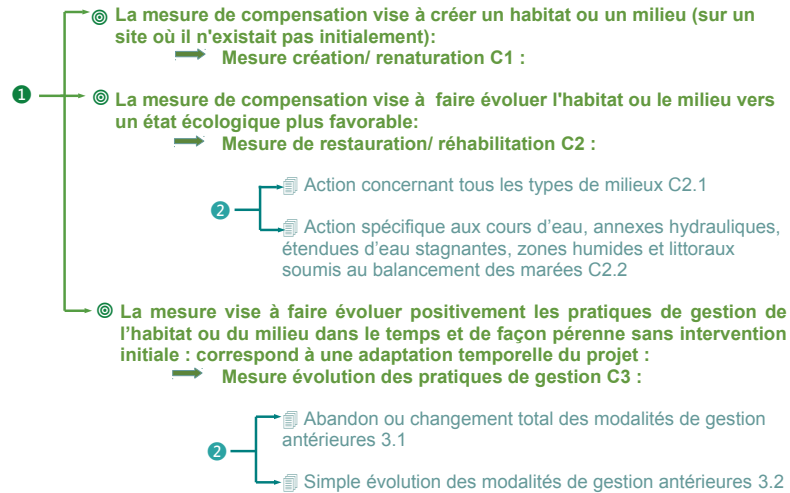 La mesure de compensation vise à créer un habitat ou un milieu (sur un
site où il n'existait pas initialement):
Mesure création/ renaturation C1 :
1
La mesure de compensation vise à faire évoluer l'habitat ou le milieu vers
un état écologique plus favorable:
Mesure de restauration/ réhabilitation C2 :
Action concernant tous les types de milieux C2.1
2
Action spécifique aux cours d’eau, annexes hydrauliques,
étendues d’eau stagnantes, zones humides et littoraux
soumis au balancement des marées C2.2
La mesure vise à faire évoluer positivement les pratiques de gestion de
l’habitat ou du milieu dans le temps et de façon pérenne sans intervention
initiale : correspond à une adaptation temporelle du projet :
Mesure évolution des pratiques de gestion C3 :
Abandon ou changement total des modalités de gestion
antérieures 3.1
2
Simple évolution des modalités de gestion antérieures 3.2